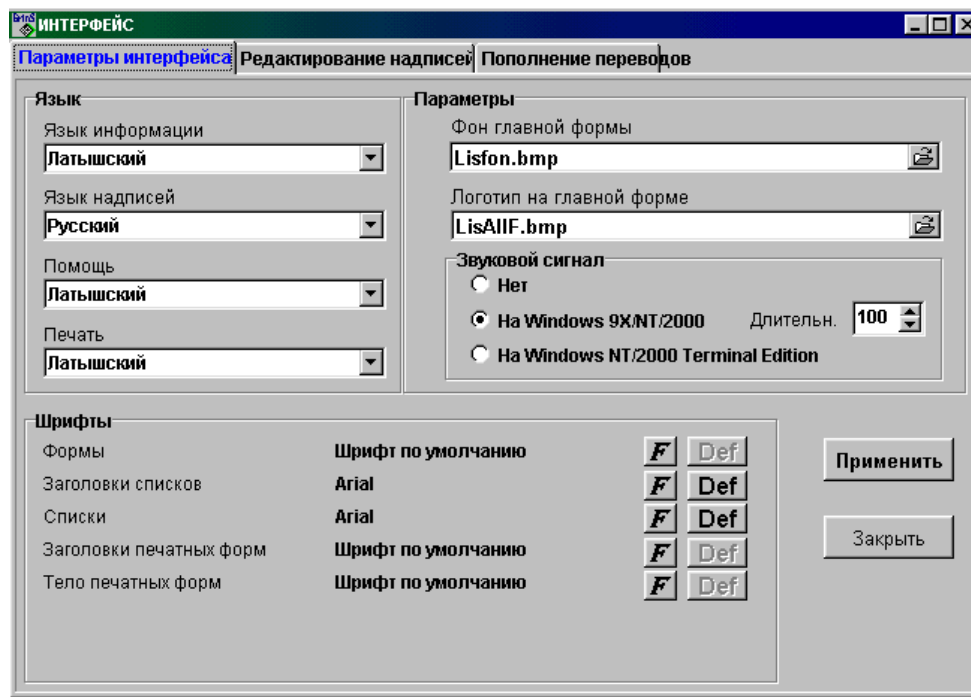 ИНТЕРФЕЙС
Параметры интерфейса Редактирование надписей Пополнение переводов
Язык
Язык информации
Латышский
Язык надписей
Русский
Помощь
Латышский
Печать
Латышский
Параметры
Фон главной формы
Lisfon.bmp
Логотип на главной форме
LisAllF.bmp
Звуковой сигнал
Нет
На Windows 9X/NT/2000 Длительн. 100
На Windows NT/2000 Terminal Edition
Шрифты
Формы Шрифт по умолчанию F Def
Заголовки списков Arial F Def
Списки Arial F Def
Заголовки печатных форм Шрифт по умолчанию F Def
Тело печатных форм Шрифт по умолчанию F Def
Применить
Закрыть